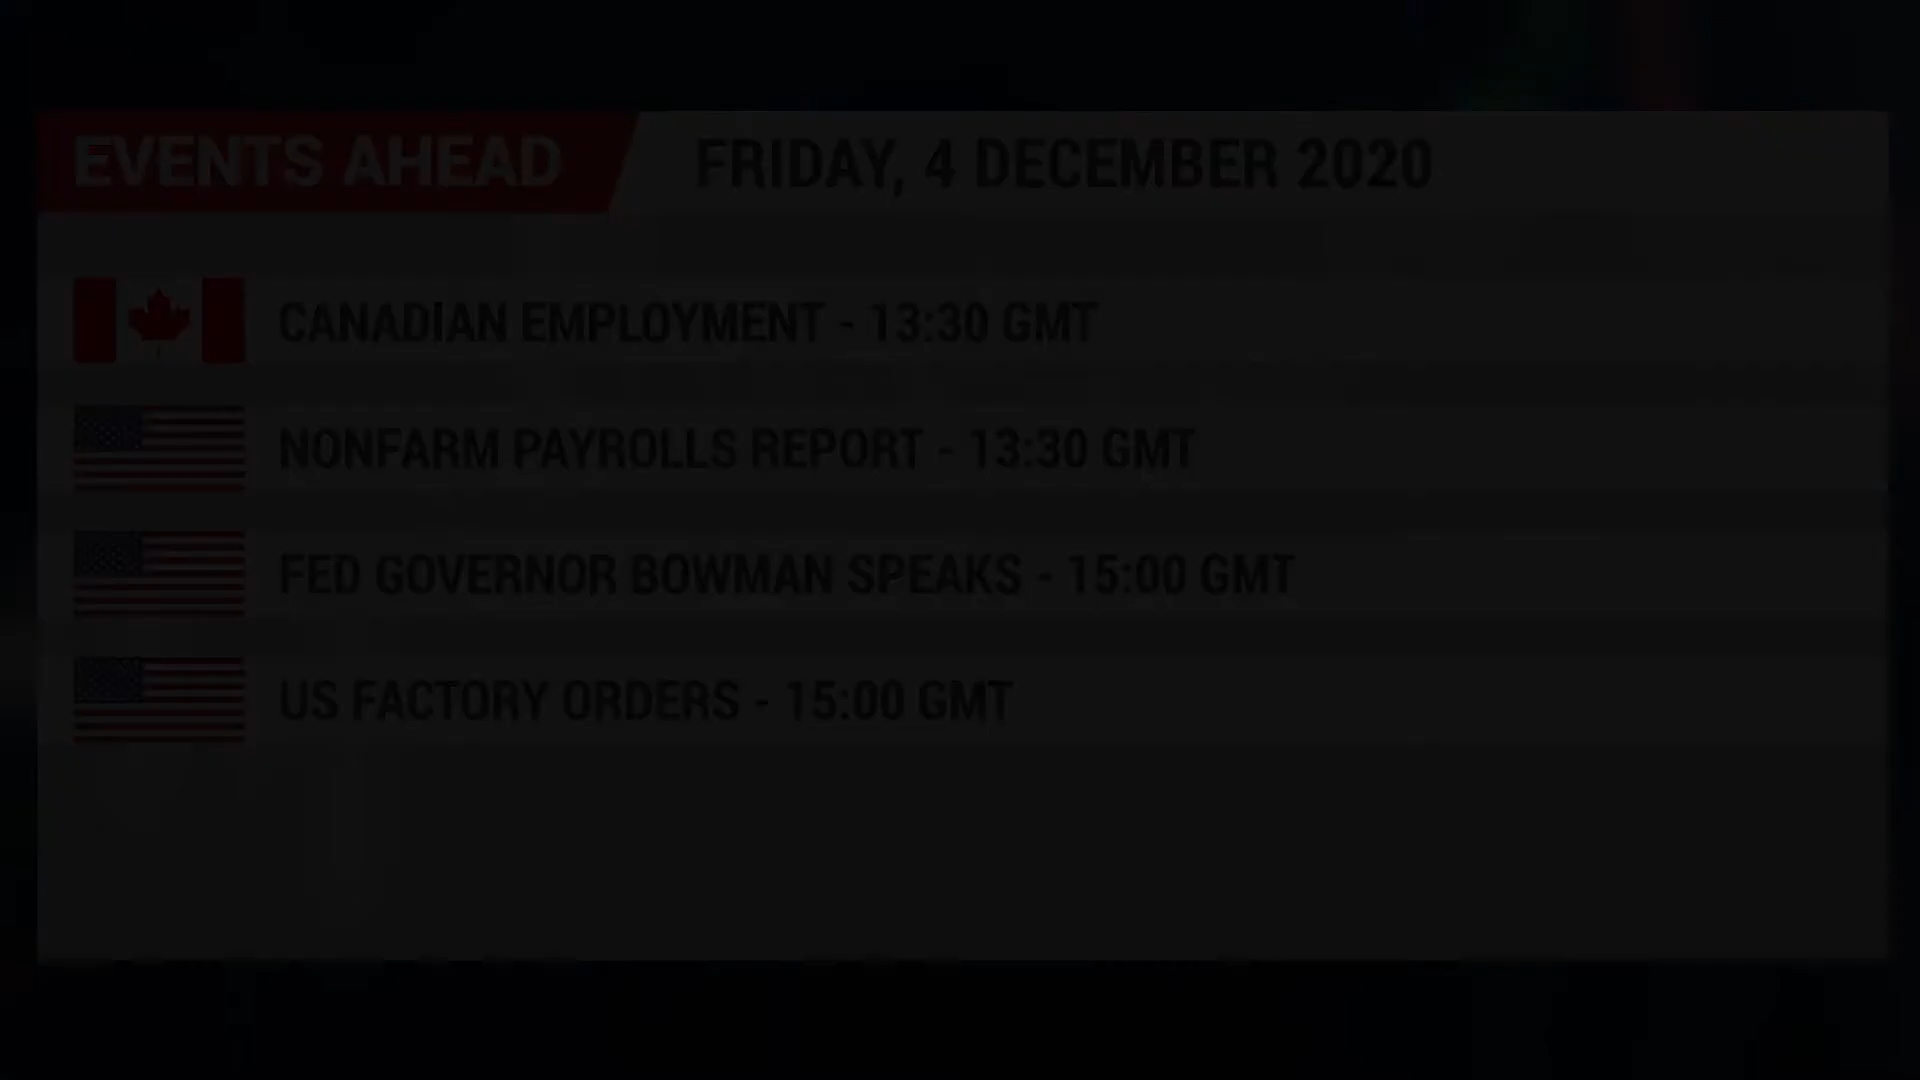 EVENTS AHEAD
FRIDAY, 4 DECEMBER 2020
CANADIAN EMPLOYMENT - 13:30 GMT
NONFARM PAYROLLS REPORT - 13:30 GMT
FED GOVERNOR BOWMAN SPEAKS - 15:00 GMT
US FACTORY ORDERS - 15:00 GMT